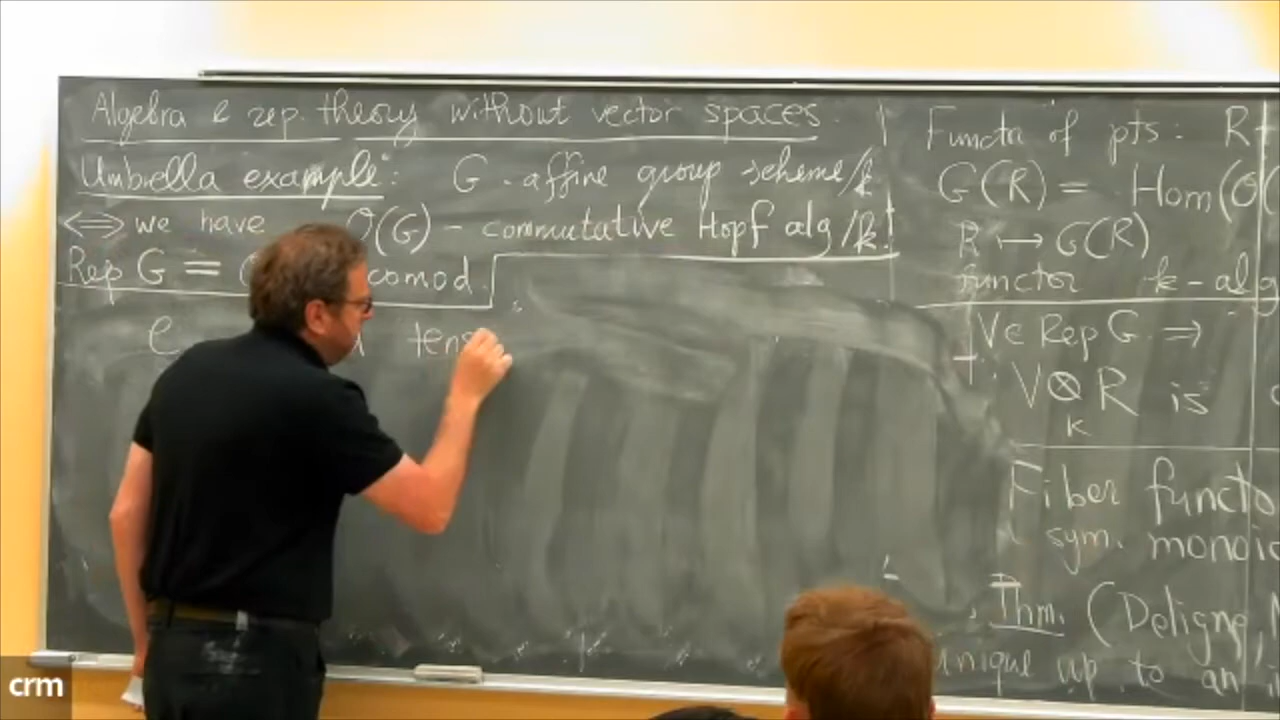 Algebra & rep. theory without vector spaces.
Umbrella example: G - affine group scheme/k
⟺ we have O(G) - commutative Hopf alg/k!
Rep G = comod.
tens
Functor of pts: R
G(R) = Hom(O(
R ↦ G(R)
functor k-alg
V∈ Rep G ⇒
V⊗R is
k
Fiber functo
sym. monoi
Thm. (Deligne,
unique up to an
crm